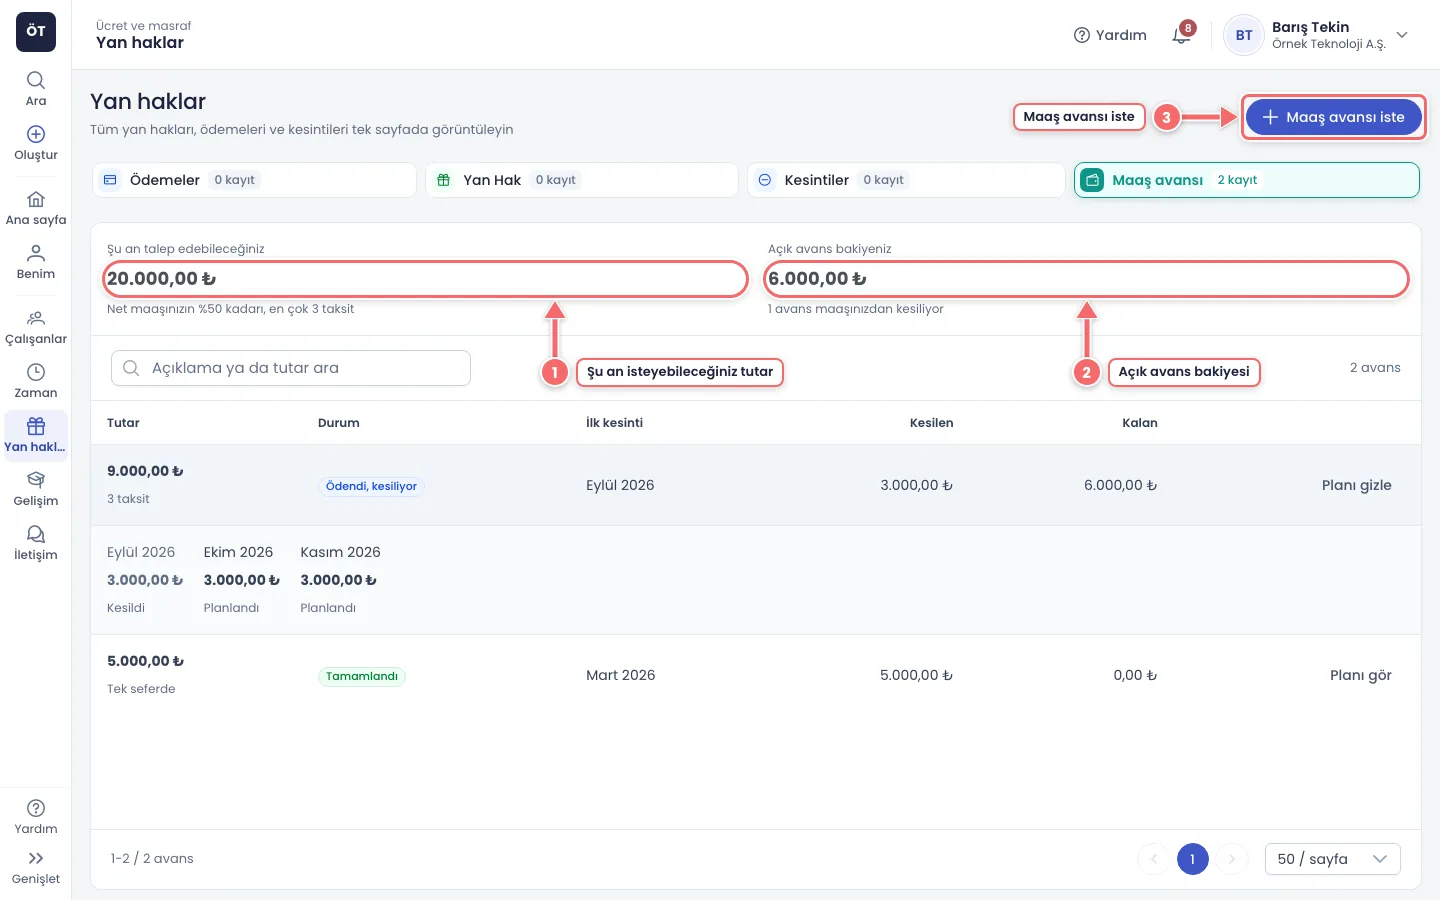 ÖT
Ara
Oluştur
Ana sayfa
Benim
Çalışanlar
Zaman
Yan hakl...
Gelişim
İletişim
Yardım
Genişlet
Ücret ve masraf
Yan haklar
Yardım
8
BT
Barış Tekin
Örnek Teknoloji A.Ş.
Yan haklar
Tüm yan hakları, ödemeleri ve kesintileri tek sayfada görüntüleyin
Maaş avansı iste
3
Maaş avansı iste
Ödemeler 0 kayıt
Yan Hak 0 kayıt
Kesintiler 0 kayıt
Maaş avansı 2 kayıt
Şu an talep edebileceğiniz
20.000,00 ₺
Net maaşınızın %50 kadarı, en çok 3 taksit
Açık avans bakiyeniz
6.000,00 ₺
1 avans maaşınızdan kesiliyor
Açıklama ya da tutar ara
1
Şu an isteyebileceğiniz tutar
2
Açık avans bakiyesi
2 avans
Tutar Durum İlk kesinti Kesilen Kalan
9.000,00 ₺
3 taksit
Ödendi, kesiliyor
Eylül 2026
3.000,00 ₺
6.000,00 ₺
Planı gizle
Eylül 2026 Ekim 2026 Kasım 2026
3.000,00 ₺ 3.000,00 ₺ 3.000,00 ₺
Kesildi Planlandı Planlandı
5.000,00 ₺
Tek seferde
Tamamlandı
Mart 2026
5.000,00 ₺
0,00 ₺
Planı gör
1-2 / 2 avans
1
50 / sayfa